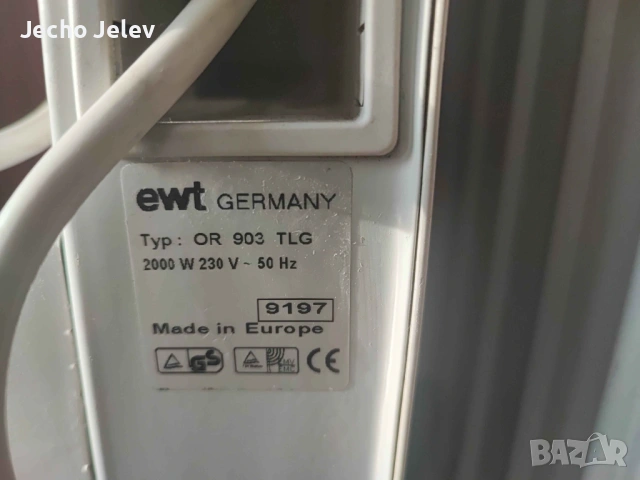 Jecho Jelev
ewt GERMANY
Typ: OR 903 TLG
2000 W 230 V ~ 50 Hz
9197
Made in Europe
GS CE
BAZAR